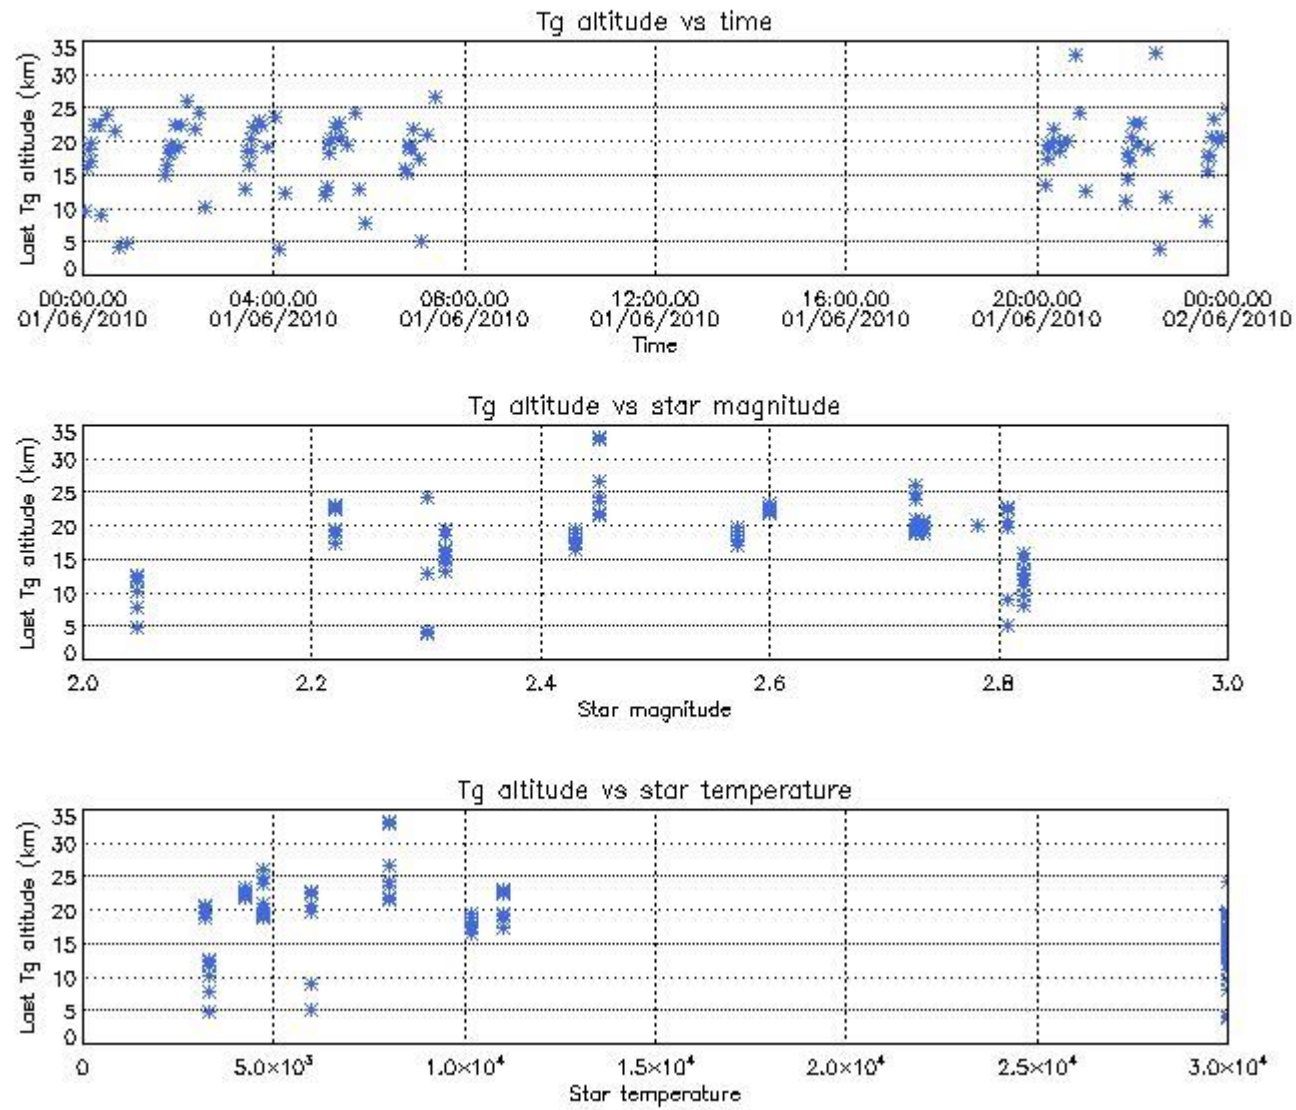 Tg altitude vs time
Last Tg altitude (km)
35
30
25
20
15
10
5
0
00:00.00 04:00.00 08:00.00 12:00.00 16:00.00 20:00.00 00:00.00
01/06/2010 01/06/2010 01/06/2010 01/06/2010 01/06/2010 01/06/2010 02/06/2010
Time
Tg altitude vs star magnitude
Last Tg altitude (km)
35
30
25
20
15
10
5
0
2.0 2.2 2.4 2.6 2.8 3.0
Star magnitude
Tg altitude vs star temperature
Last Tg altitude (km)
35
30
25
20
15
10
5
0
0 5.0×10³ 1.0×10⁴ 1.5×10⁴ 2.0×10⁴ 2.5×10⁴ 3.0×10⁴
Star temperature